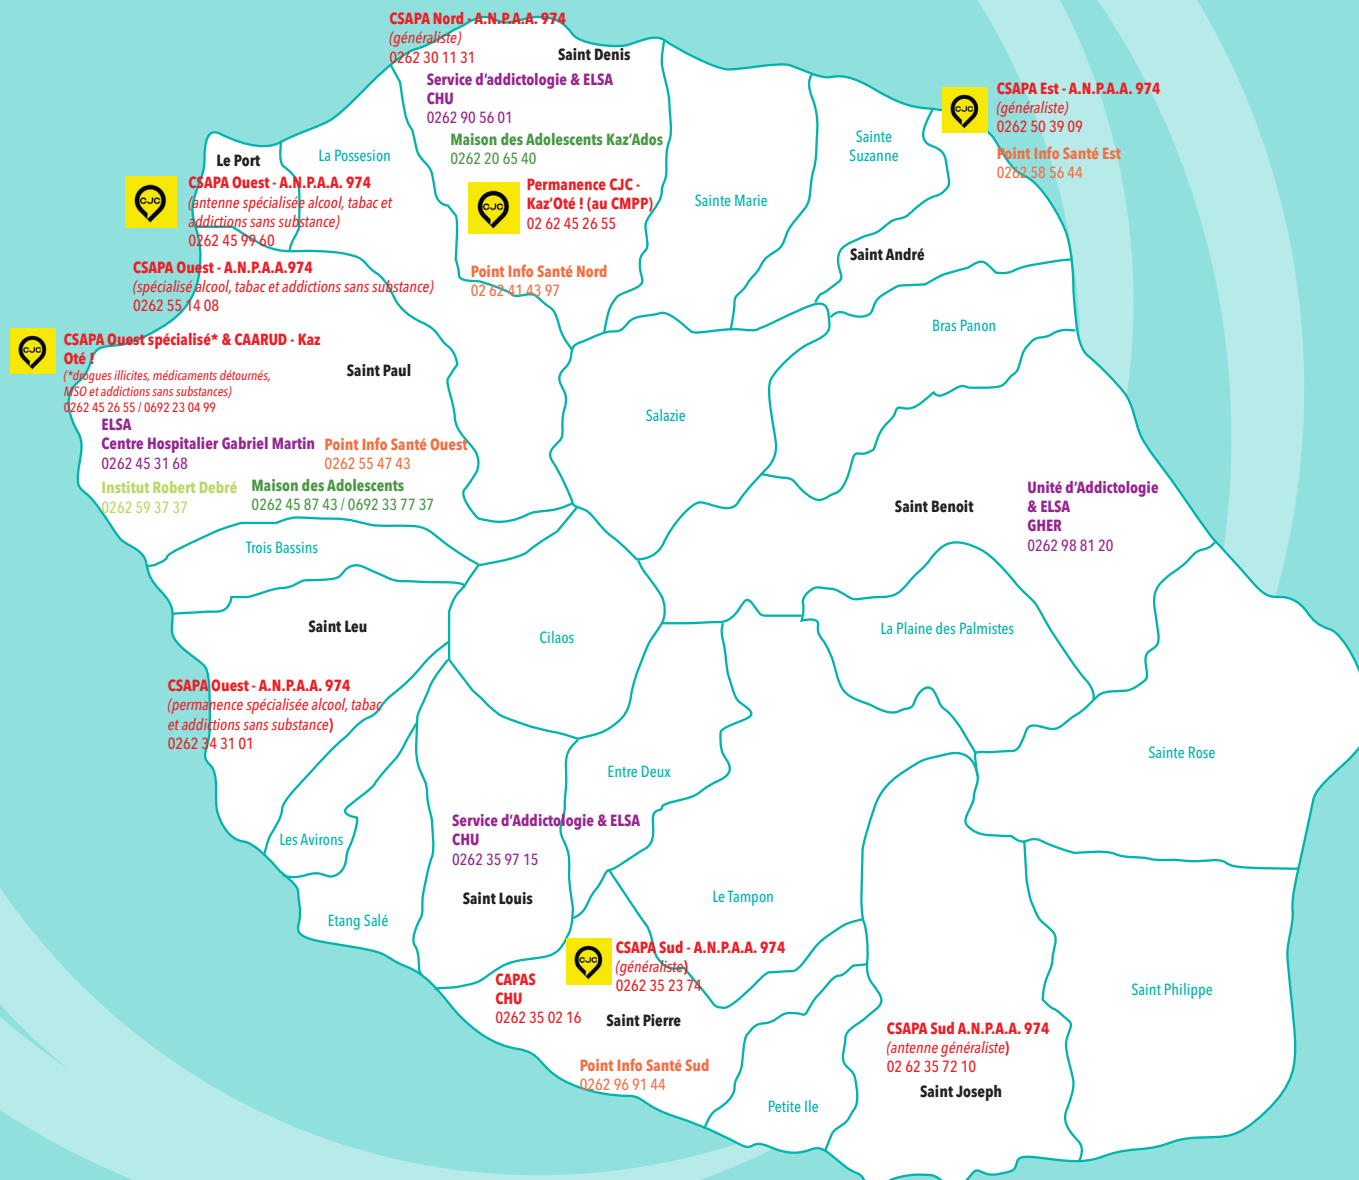 CSAPA Nord - A.N.P.A.A. 974
(généraliste)
0262 30 11 31
Saint Denis
Service d'addictologie & ELSA
CHU
0262 90 56 01
Maison des Adolescents Kaz'Ados
0262 20 65 40
CJC
Permanence CJC -
Kaz'Oté ! (au CMPP)
02 62 45 26 55
Point Info Santé Nord
02 62 41 43 97
CJC
CSAPA Est - A.N.P.A.A. 974
(généraliste)
0262 50 39 09
Point Info Santé Est
0262 58 56 44
Sainte
Suzanne
Sainte Marie
Saint André
Bras Panon
Le Port
La Possesion
CJC
CSAPA Ouest - A.N.P.A.A. 974
(antenne spécialisée alcool, tabac et
addictions sans substance)
0262 45 99 60
CSAPA Ouest - A.N.P.A.A.974
(spécialisé alcool, tabac et addictions sans substance)
0262 55 14 08
CJC
CSAPA Ouest spécialisé* & CAARUD - Kaz
Oté !
(*drogues illicites, médicaments détournés,
MSO et addictions sans substances)
0262 45 26 55 / 0692 23 04 99
Saint Paul
ELSA
Centre Hospitalier Gabriel Martin
0262 45 31 68
Point Info Santé Ouest
0262 55 47 43
Institut Robert Debré
0262 59 37 37
Maison des Adolescents
0262 45 87 43 / 0692 33 77 37
Salazie
Saint Benoit
Unité d'Addictologie
& ELSA
GHER
0262 98 81 20
Trois Bassins
Saint Leu
Cilaos
La Plaine des Palmistes
CSAPA Ouest - A.N.P.A.A. 974
(permanence spécialisée alcool, tabac
et addictions sans substance)
0262 34 31 01
Entre Deux
Sainte Rose
Les Avirons
Service d'Addictologie & ELSA
CHU
0262 35 97 15
Saint Louis
Etang Salé
Le Tampon
CJC
CSAPA Sud - A.N.P.A.A. 974
(généraliste)
0262 35 23 74
CAPAS
CHU
0262 35 02 16
Saint Pierre
Point Info Santé Sud
0262 96 91 44
Saint Philippe
CSAPA Sud A.N.P.A.A. 974
(antenne généraliste)
02 62 35 72 10
Saint Joseph
Petite Ile